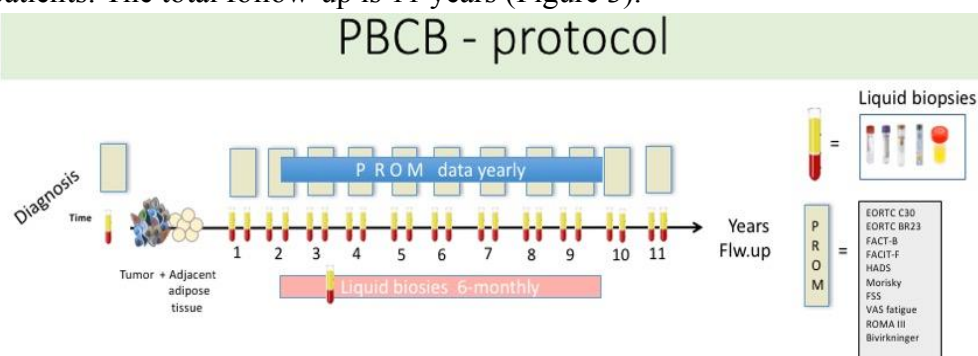 patients. The total follow-up is 11 years (Figure 3).
PBCB - protocol
Liquid biopsies
=
Diagnosis
P R O M data yearly
Time
1 2 3 4 5 6 7 8 9 10 11
Years
Flw.up
Tumor + Adjacent
adipose
tissue
Liquid biosies 6-monthly
P
R
O
M
=
EORTC C30
EORTC BR23
FACT-B
FACIT-F
HADS
Morisky
FSS
VAS fatigue
ROMA III
Bivirkninger